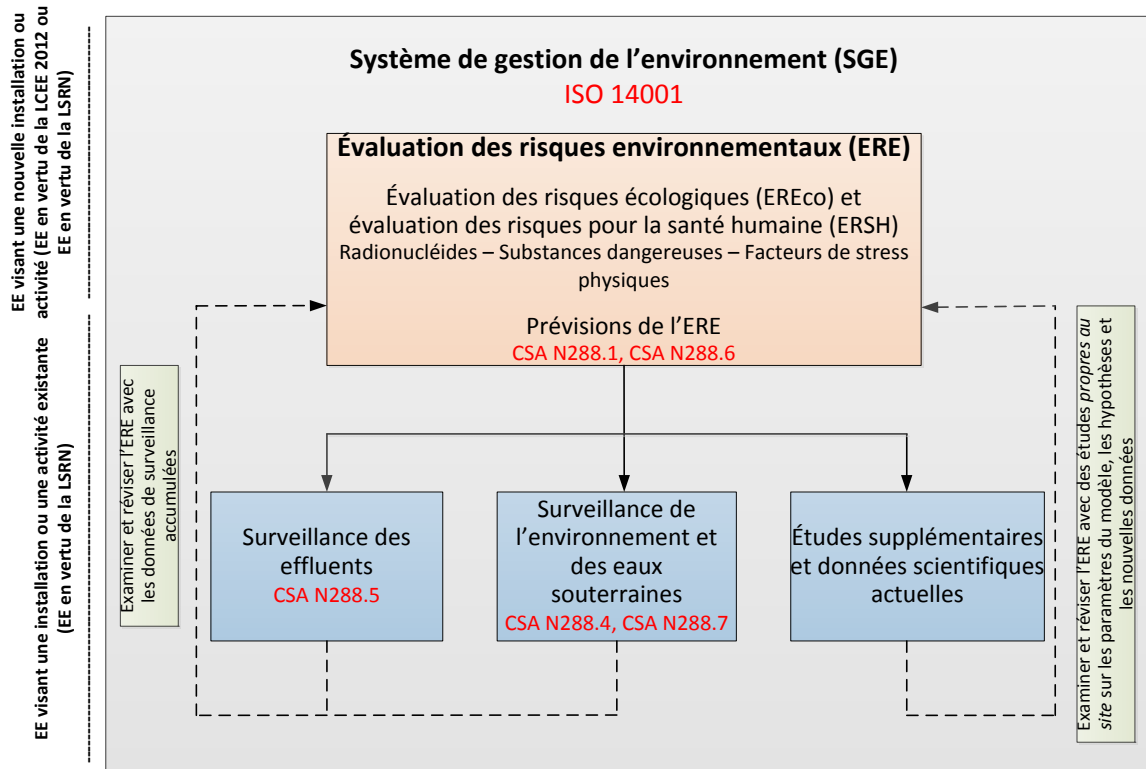 EE visant une nouvelle installation ou
activité (EE en vertu de la LCEE 2012 ou
EE en vertu de la LSRN)
EE visant une installation ou une activité existante
(EE en vertu de la LSRN)
Système de gestion de l’environnement (SGE)
ISO 14001
Évaluation des risques environnementaux (ERE)
Évaluation des risques écologiques (EREco) et
évaluation des risques pour la santé humaine (ERSH)
Radionucléides – Substances dangereuses – Facteurs de stress
physiques
Prévisions de l’ERE
CSA N288.1, CSA N288.6
Examiner et réviser l’ERE avec
les données de surveillance
accumulées
Surveillance des
effluents
CSA N288.5
Surveillance de
l’environnement et
des eaux
souterraines
CSA N288.4, CSA N288.7
Études supplémentaires
et données scientifiques
actuelles
Examiner et réviser l’ERE avec des études propres au
site sur les paramètres du modèle, les hypothèses et
les nouvelles données